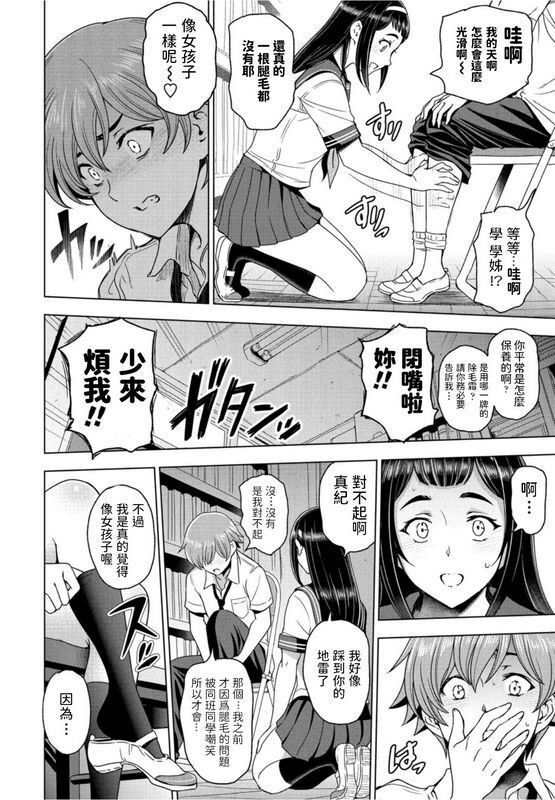 哇啊
我的天啊
怎麼會這麼
光滑啊～
還真的
一根腿毛都
沒有耶
像女孩子
一樣呢～♡
等等…哇啊
學 學姊!?
你平常是怎麼
保養的啊？
是用哪一牌的
除毛霜？
請你務必要
告訴我…
閉嘴啦
妳!!
ガタンッ
少來
煩我!!
啊…
對不起啊
真紀
我好像
踩到你的
地雷了
沒…沒有
是我對不起
那個…我之前
才因爲腿毛的問題
被同班同學嘲笑
所以才會…
不過
我是真的覺得
像女孩子喔
因為…